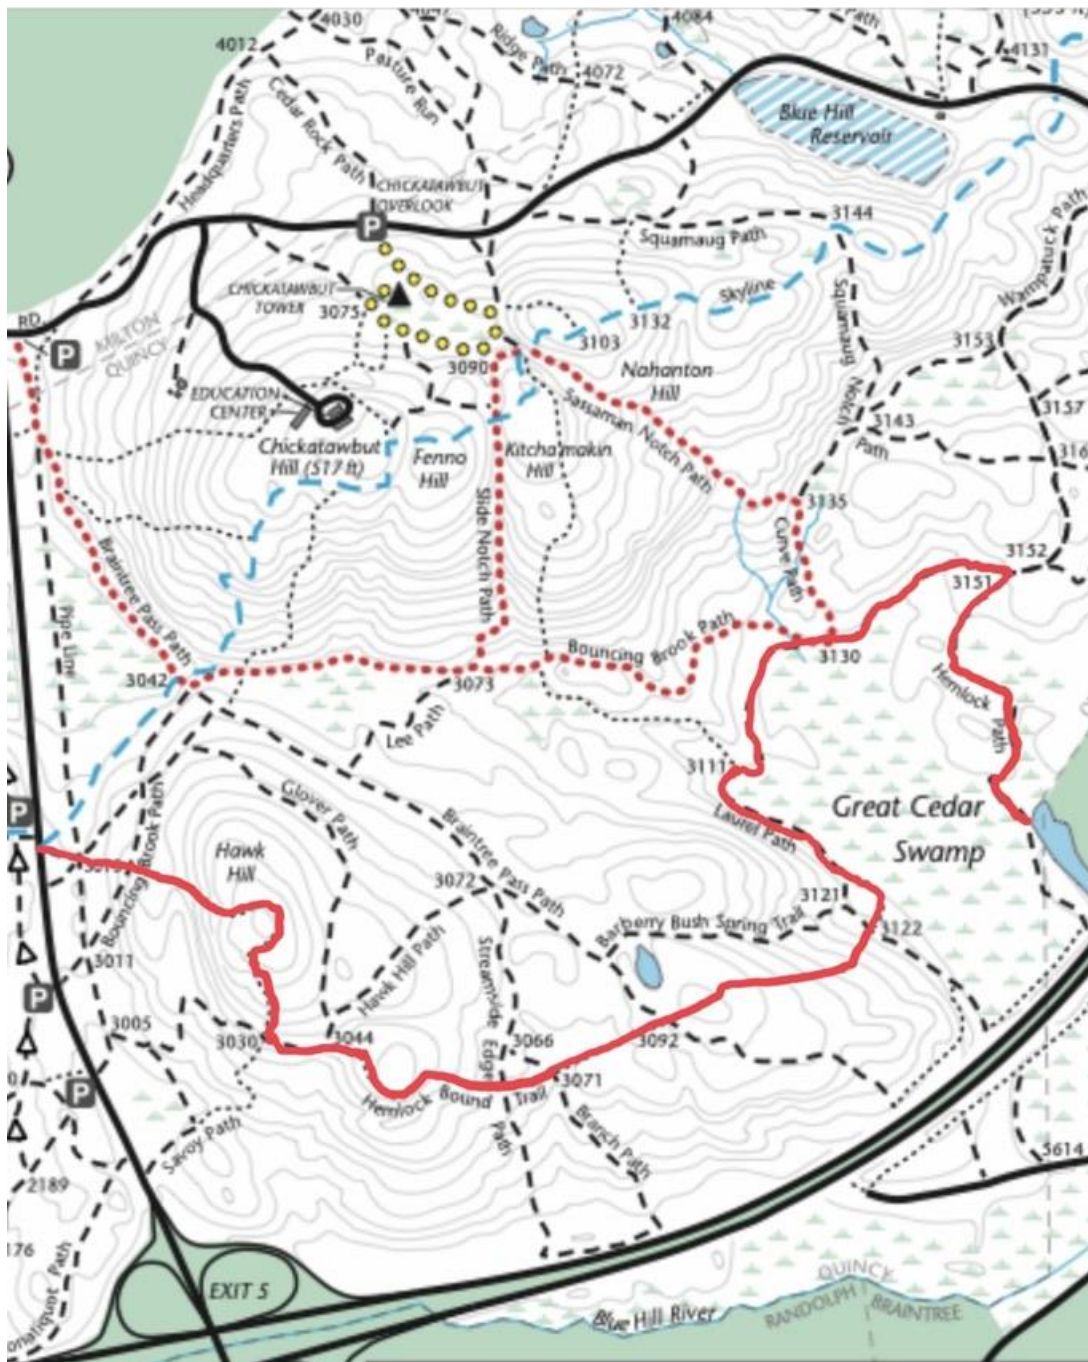 4030
4084
Path
4012
Ridge Path
4131
Pasture Run
4072
Cedar Rock Path
Headquarters Path
Blue Hill
Reservoir
CHICKATAWBUT
OVERLOOK
P
3144
Squamaug Path
Wampatuck Path
CHICKATAWBUT
TOWER
3075
Skyline
RD
MILTON
QUINCY
P
3132
3103
3153
3090
Nahanton
Hill
Squamaug Notch Path
EDUCATION
CENTER
Sassaman Notch Path
3157
3143
Chickatawbut
Hill (517 ft)
Fenno
Hill
Kitchamakin
Hill
316
Slide Notch Path
3135
Curve Path
3152
3151
Braintree Pass Path
Pipe Line
Bouncing Brook Path
3130
3042
3073
Hemlock Path
Lee Path
3111
Glover Path
Laurel Path
Great Cedar
Swamp
P
Bouncing Brook Path
Braintree Pass Path
Hawk
Hill
3072
3121
Barberry Bush Spring Trail
3122
Hawk Hill Path
Streamside Edge Path
3011
P
3005
3030
3044
3066
3092
3071
P
Hemlock Bound Trail
Branch Path
Savoy Path
5614
2189
176
EXIT 5
QUINCY
Blue Hill River
RANDOLPH
BRAINTREE